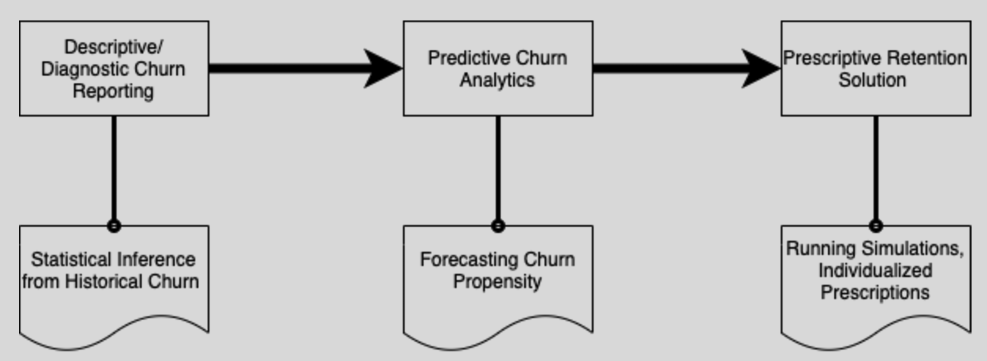 Descriptive/
Diagnostic Churn
Reporting
Predictive Churn
Analytics
Prescriptive Retention
Solution
Statistical Inference
from Historical Churn
Forecasting Churn
Propensity
Running Simulations,
Individualized
Prescriptions